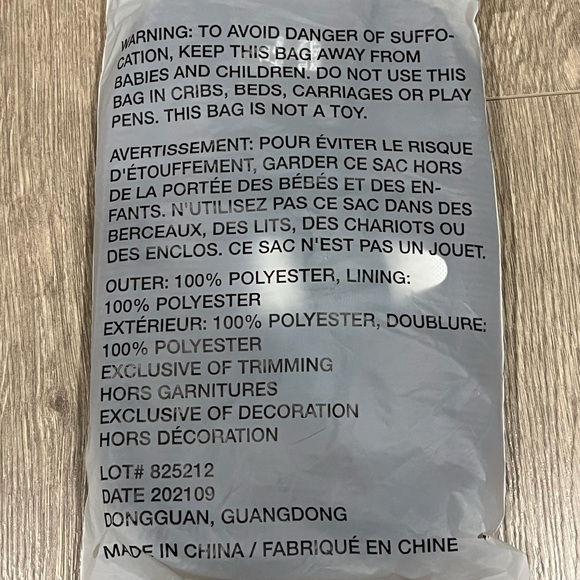 WARNING: TO AVOID DANGER OF SUFFO-
CATION, KEEP THIS BAG AWAY FROM
BABIES AND CHILDREN. DO NOT USE THIS
BAG IN CRIBS, BEDS, CARRIAGES OR PLAY
PENS. THIS BAG IS NOT A TOY.
AVERTISSEMENT: POUR ÉVITER LE RISQUE
D'ÉTOUFFEMENT, GARDER CE SAC HORS
DE LA PORTÉE DES BÉBÉS ET DES EN-
FANTS. N'UTILISEZ PAS CE SAC DANS DES
BERCEAUX, DES LITS, DES CHARIOTS OU
DES ENCLOS. CE SAC N'EST PAS UN JOUET.
OUTER: 100% POLYESTER, LINING:
100% POLYESTER
EXTÉRIEUR: 100% POLYESTER, DOUBLURE:
100% POLYESTER
EXCLUSIVE OF TRIMMING
HORS GARNITURES
EXCLUSIVE OF DECORATION
HORS DÉCORATION
LOT# 825212
DATE 202109
DONGGUAN, GUANGDONG
MADE IN CHINA / FABRIQUÉ EN CHINE